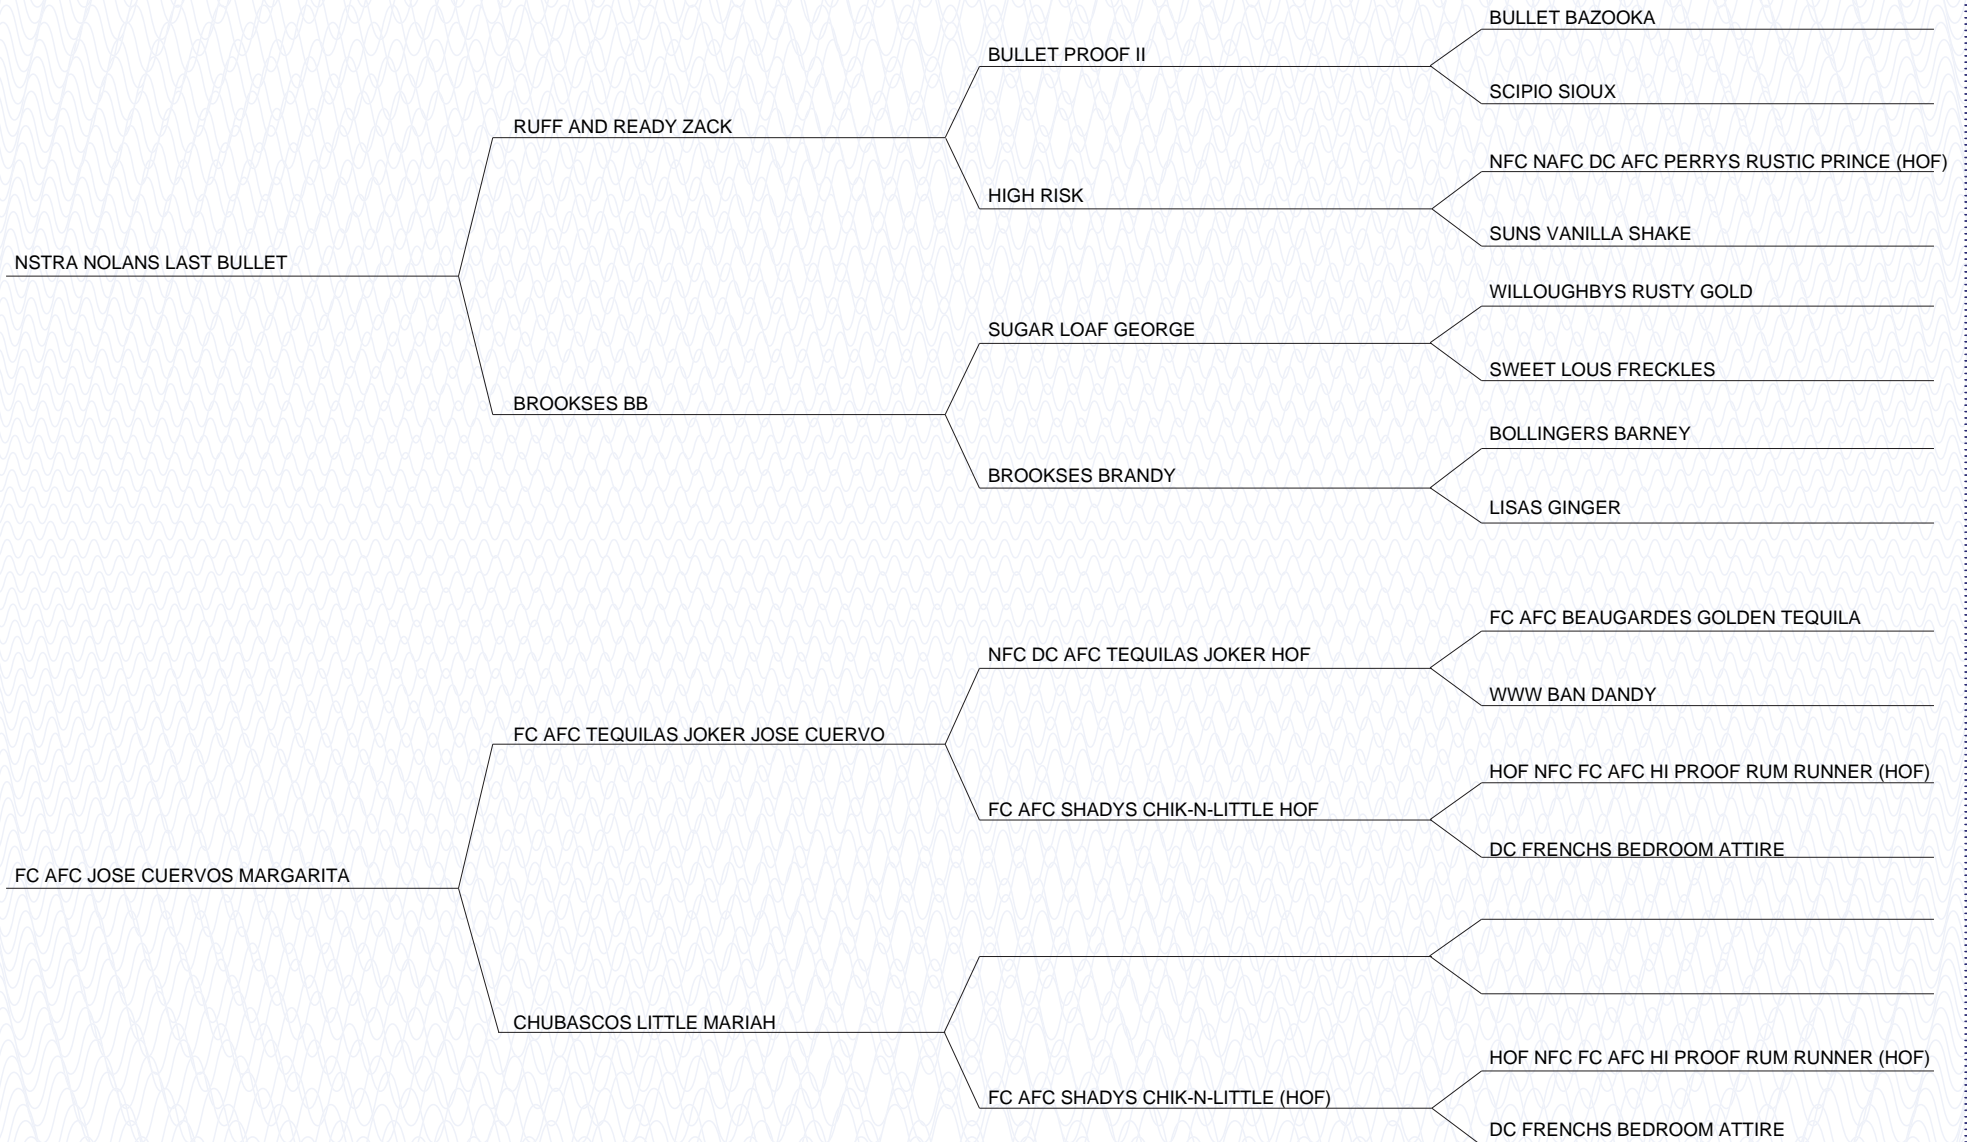 BULLET BAZOOKA
BULLET PROOF II
SCIPIO SIOUX
RUFF AND READY ZACK
NFC NAFC DC AFC PERRYS RUSTIC PRINCE (HOF)
HIGH RISK
SUNS VANILLA SHAKE
NSTRA NOLANS LAST BULLET
WILLOUGHBYS RUSTY GOLD
SUGAR LOAF GEORGE
SWEET LOUS FRECKLES
BROOKSES BB
BOLLINGERS BARNEY
BROOKSES BRANDY
LISAS GINGER
FC AFC BEAUGARDES GOLDEN TEQUILA
NFC DC AFC TEQUILAS JOKER HOF
WWW BAN DANDY
FC AFC TEQUILAS JOKER JOSE CUERVO
HOF NFC FC AFC HI PROOF RUM RUNNER (HOF)
FC AFC SHADYS CHIK-N-LITTLE HOF
DC FRENCHS BEDROOM ATTIRE
FC AFC JOSE CUERVOS MARGARITA
CHUBASCOS LITTLE MARIAH
HOF NFC FC AFC HI PROOF RUM RUNNER (HOF)
FC AFC SHADYS CHIK-N-LITTLE (HOF)
DC FRENCHS BEDROOM ATTIRE